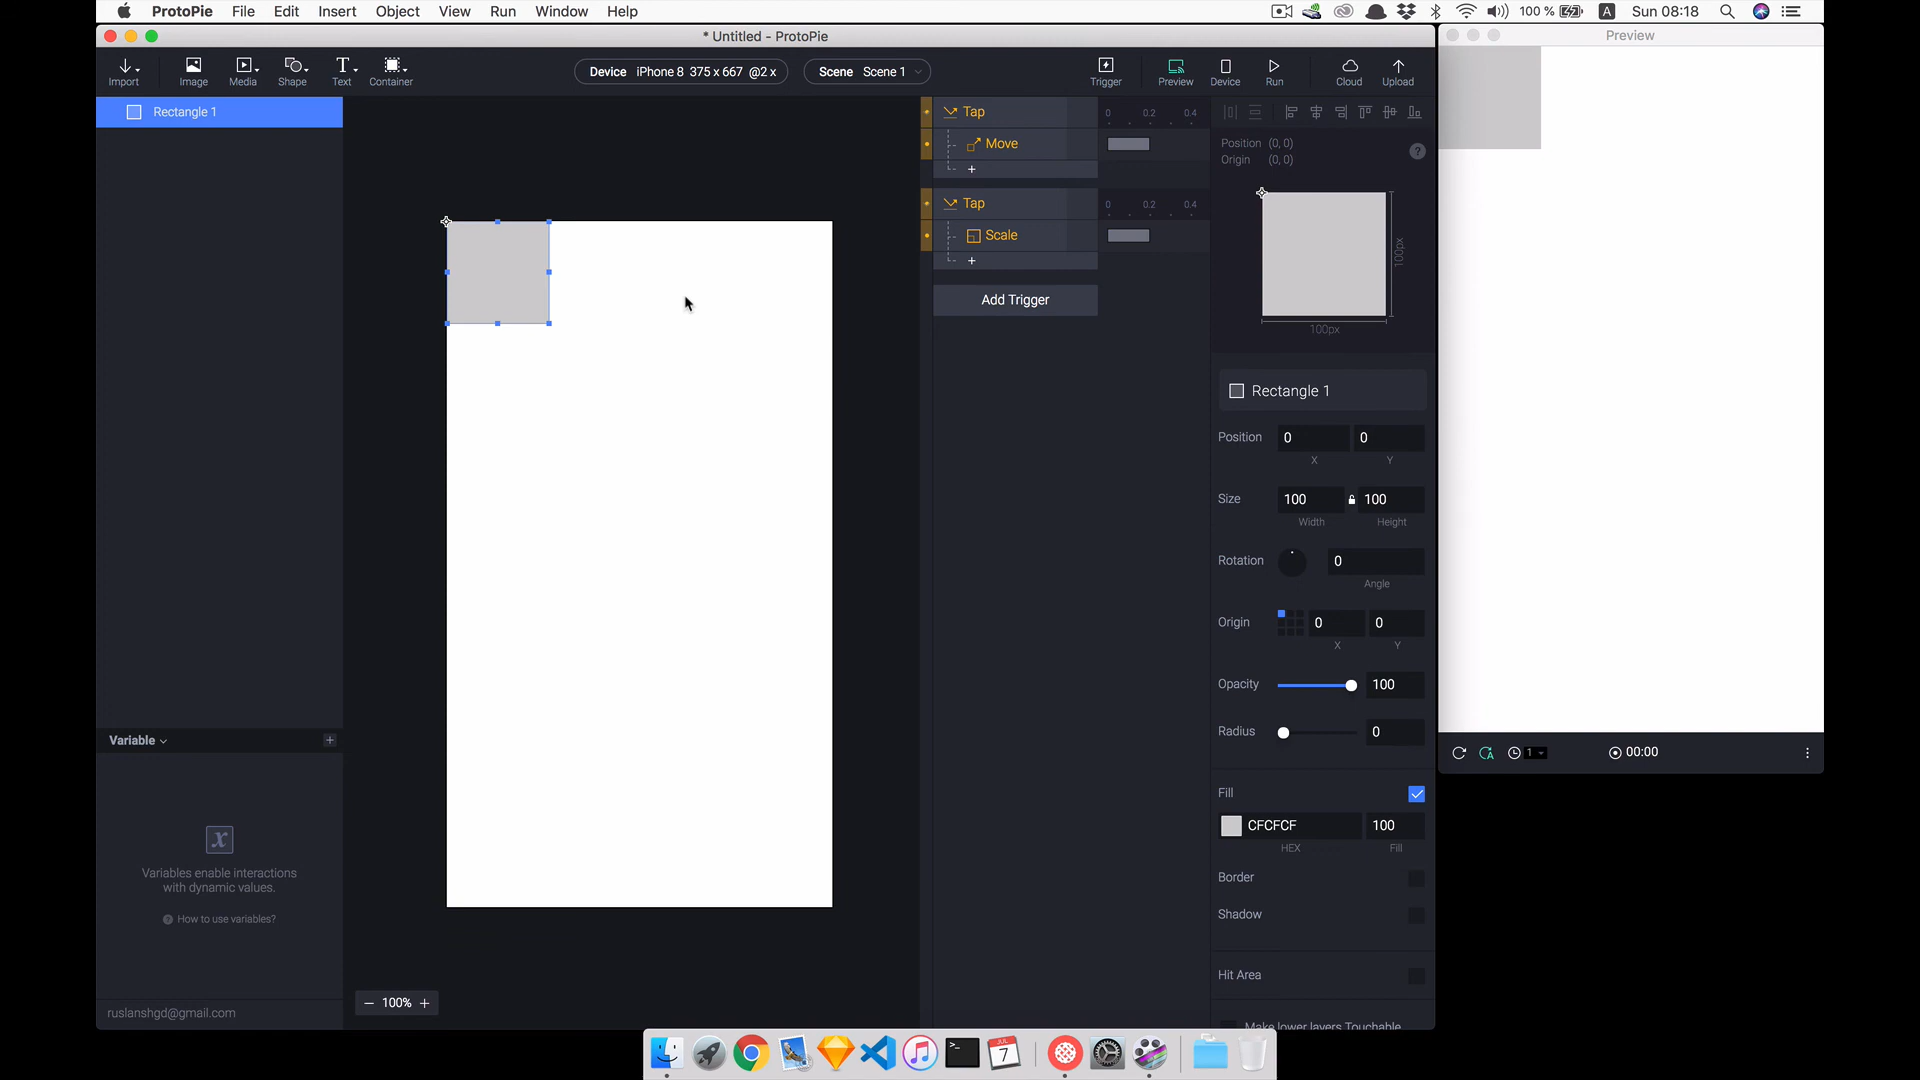 ProtoPie File Edit Insert Object Arrange View Run Window Help
100 % A Sun 08:18
* Untitled - ProtoPie
Preview
Import Image Media Shape Text Container
Device iPhone 8 375 x 667 @2 x
Scene Scene 1
Trigger Preview Device Run Cloud Upload
Rectangle 1
Tap 0 0.2 0.4
Move
+
Tap 0 0.2 0.4
Scale
+
Add Trigger
Position (0, 0)
Origin (0, 0)
?
100px
100px
Rectangle 1
Position 0 0
X Y
Size 100 100
Width Height
Rotation 0
Angle
Origin 0 0
X Y
Opacity 100
Radius 0
Fill
CFCFCF 100
HEX Fill
Border
Shadow
Hit Area
Make lower layers Touchable
1 00:00
Variable +
x
Variables enable interactions
with dynamic values.
? How to use variables?
ruslanshgd@gmail.com
− 100% +
JUL
7